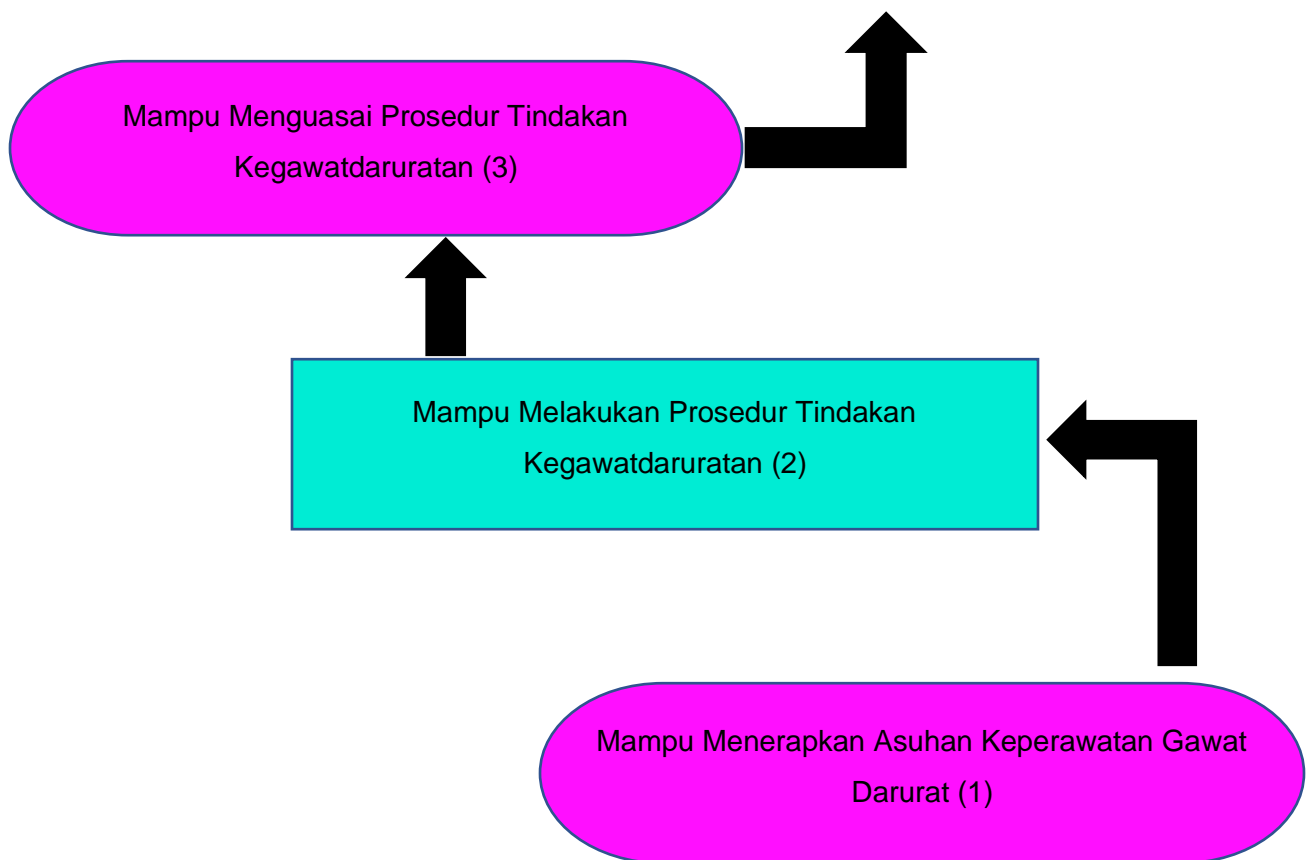 Mampu Menguasai Prosedur Tindakan
Kegawatdaruratan (3)
Mampu Melakukan Prosedur Tindakan
Kegawatdaruratan (2)
Mampu Menerapkan Asuhan Keperawatan Gawat
Darurat (1)